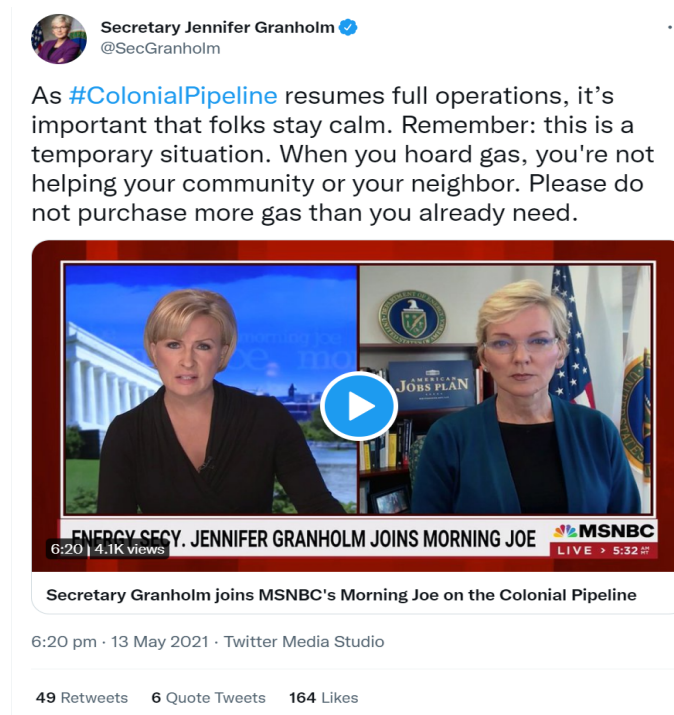 Secretary Jennifer Granholm
@SecGranholm
As #ColonialPipeline resumes full operations, it's
important that folks stay calm. Remember: this is a
temporary situation. When you hoard gas, you're not
helping your community or your neighbor. Please do
not purchase more gas than you already need.
morning joe
AMERICAN
JOBS PLAN
ENERGY SECY. JENNIFER GRANHOLM JOINS MORNING JOE
MSNBC
LIVE > 5:32 AM MT
6:20 | 4.1K views
Secretary Granholm joins MSNBC's Morning Joe on the Colonial Pipeline
6:20 pm · 13 May 2021 · Twitter Media Studio
49 Retweets 6 Quote Tweets 164 Likes